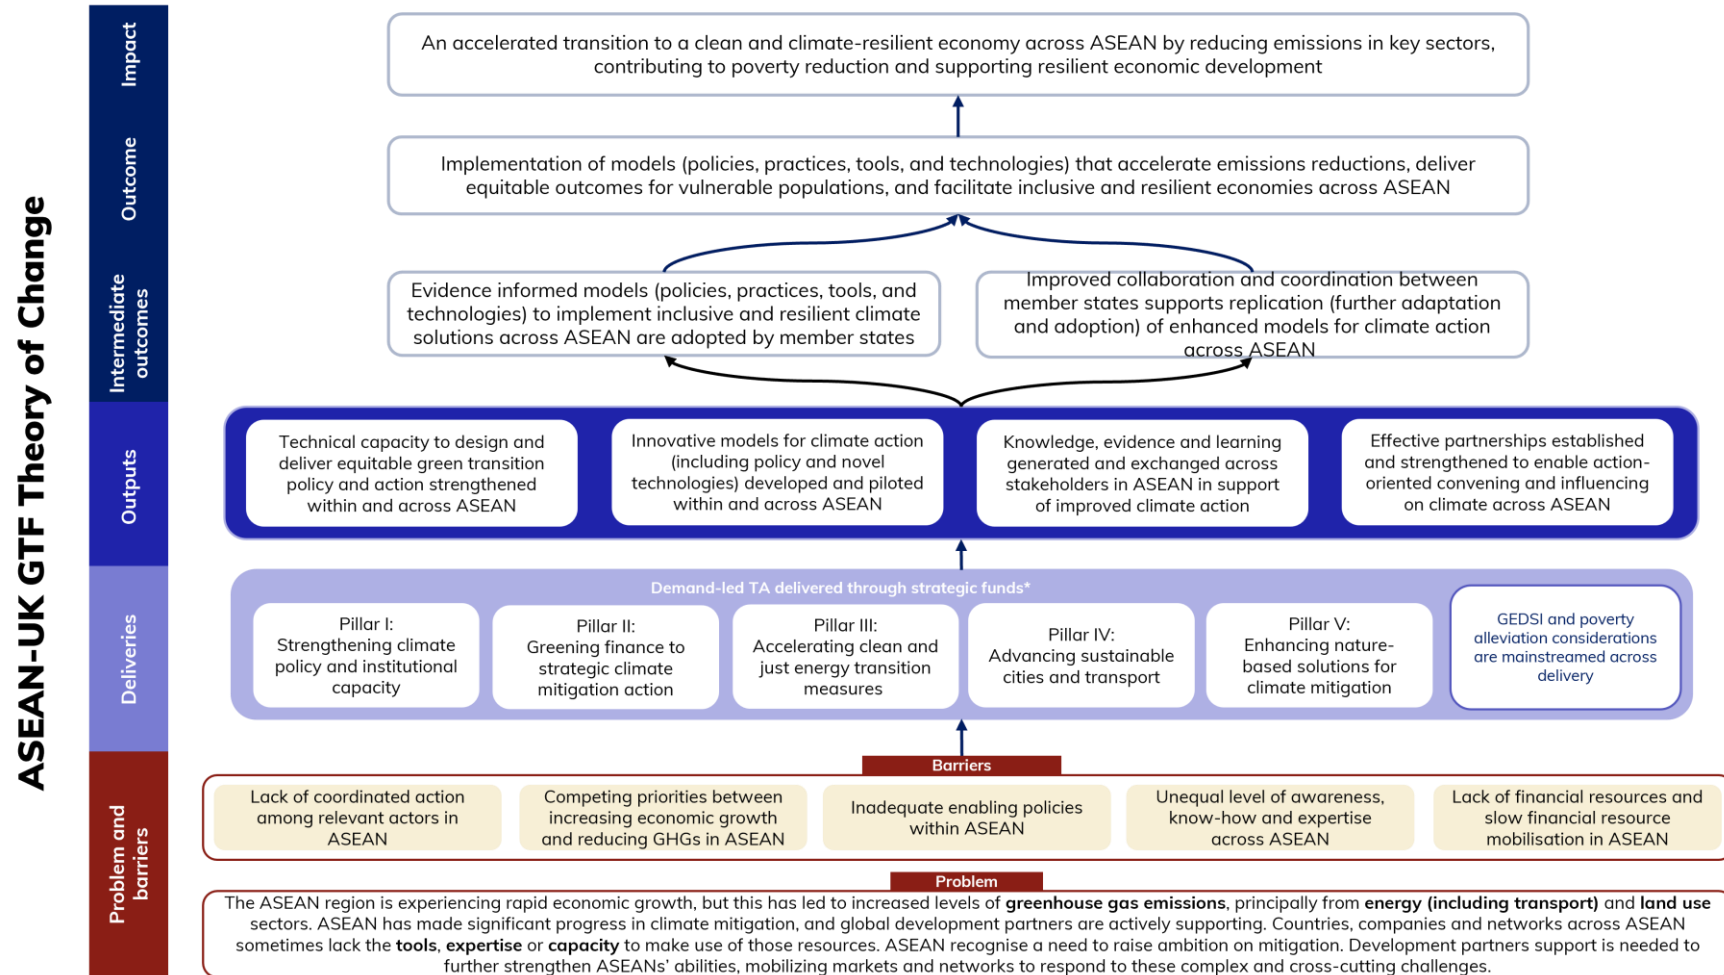 ASEAN-UK GTF Theory of Change
Impact
An accelerated transition to a clean and climate-resilient economy across ASEAN by reducing emissions in key sectors,
contributing to poverty reduction and supporting resilient economic development
Outcome
Implementation of models (policies, practices, tools, and technologies) that accelerate emissions reductions, deliver
equitable outcomes for vulnerable populations, and facilitate inclusive and resilient economies across ASEAN
Intermediate
outcomes
Evidence informed models (policies, practices, tools, and
technologies) to implement inclusive and resilient climate
solutions across ASEAN are adopted by member states
Improved collaboration and coordination between
member states supports replication (further adaptation
and adoption) of enhanced models for climate action
across ASEAN
Outputs
Technical capacity to design and
deliver equitable green transition
policy and action strengthened
within and across ASEAN
Innovative models for climate action
(including policy and novel
technologies) developed and piloted
within and across ASEAN
Knowledge, evidence and learning
generated and exchanged across
stakeholders in ASEAN in support
of improved climate action
Effective partnerships established
and strengthened to enable action-
oriented convening and influencing
on climate across ASEAN
Deliveries
Demand-led TA delivered through strategic funds*
Pillar I:
Strengthening climate
policy and institutional
capacity
Pillar II:
Greening finance to
strategic climate
mitigation action
Pillar III:
Accelerating clean and
just energy transition
measures
Pillar IV:
Advancing sustainable
cities and transport
Pillar V:
Enhancing nature-
based solutions for
climate mitigation
GEDSI and poverty
alleviation considerations
are mainstreamed across
delivery
Problem and
barriers
Barriers
Lack of coordinated action
among relevant actors in
ASEAN
Competing priorities between
increasing economic growth
and reducing GHGs in ASEAN
Inadequate enabling policies
within ASEAN
Unequal level of awareness,
know-how and expertise
across ASEAN
Lack of financial resources and
slow financial resource
mobilisation in ASEAN
Problem
The ASEAN region is experiencing rapid economic growth, but this has led to increased levels of greenhouse gas emissions, principally from energy (including transport) and land use
sectors. ASEAN has made significant progress in climate mitigation, and global development partners are actively supporting. Countries, companies and networks across ASEAN
sometimes lack the tools, expertise or capacity to make use of those resources. ASEAN recognise a need to raise ambition on mitigation. Development partners support is needed to
further strengthen ASEANs' abilities, mobilizing markets and networks to respond to these complex and cross-cutting challenges.